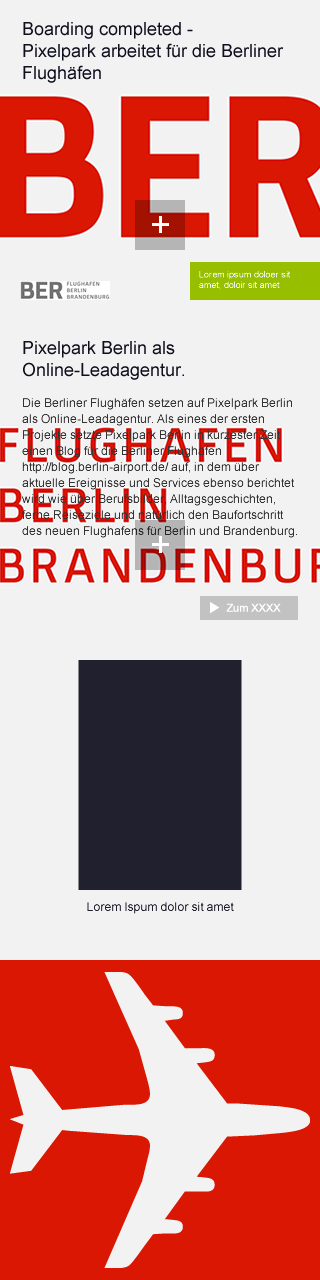 Boarding completed -
Pixelpark arbeitet für die Berliner
Flughäfen
BER
BER FLUGHAFEN
BERLIN
BRANDENBURG
Lorem ipsum doloer sit
amet, doloir sit amet
Pixelpark Berlin als
Online-Leadagentur.
Die Berliner Flughäfen setzen auf Pixelpark Berlin
als Online-Leadagentur. Als eines der ersten
Projekte setzte Pixelpark Berlin in kürzester Zeit
einen Blog für die Berliner Flughäfen
http://blog.berlin-airport.de/ auf, in dem über
aktuelle Ereignisse und Services ebenso berichtet
wird wie über Berufsbilder, Alltagsgeschichten,
ferne Reiseziele und natürlich den Baufortschritt
des neuen Flughafens für Berlin und Brandenburg.
FLUGHAFEN
BERLIN
BRANDENBUR
Zum XXXX
Lorem Ispum dolor sit amet